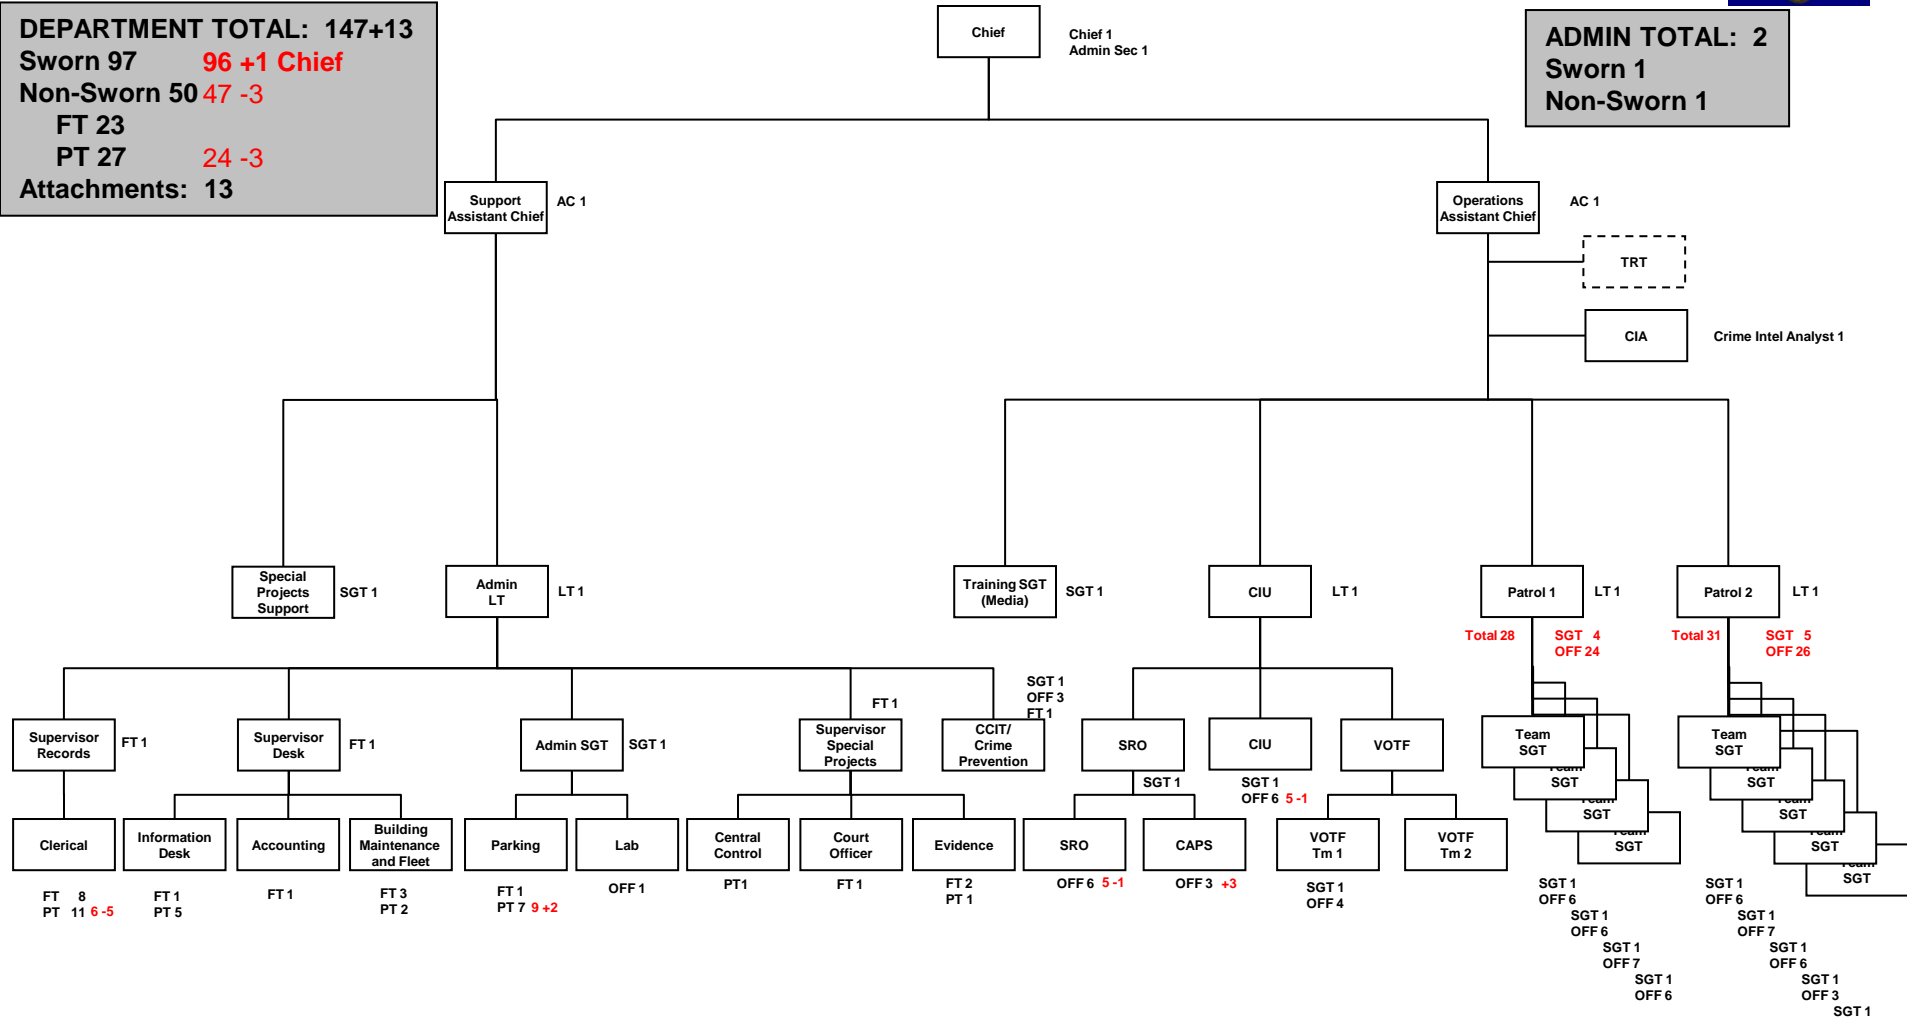 DEPARTMENT TOTAL: 147+13
Sworn 97 96 +1 Chief
Non-Sworn 50 47 -3
FT 23
PT 27 24 -3
Attachments: 13
Chief
Chief 1
Admin Sec 1
ADMIN TOTAL: 2
Sworn 1
Non-Sworn 1
Support
Assistant Chief
AC 1
Operations
Assistant Chief
AC 1
TRT
CIA
Crime Intel Analyst 1
Special
Projects
Support
SGT 1
Admin
LT
LT 1
Training SGT
(Media)
SGT 1
CIU
LT 1
Patrol 1
LT 1
Total 28
SGT 4
OFF 24
Patrol 2
LT 1
Total 31
SGT 5
OFF 26
Supervisor
Records
FT 1
Supervisor
Desk
FT 1
Admin SGT
SGT 1
FT 1
Supervisor
Special
Projects
SGT 1
OFF 3
FT 1
CCIT/
Crime
Prevention
SRO
SGT 1
CIU
SGT 1
OFF 6 5 -1
VOTF
Team
SGT
Team
SGT
Team
SGT
Team
SGT
Team
SGT
Team
SGT
Team
SGT
Team
SGT
Team
SGT
Clerical
FT 8
PT 11 6 -5
Information
Desk
FT 1
PT 5
Accounting
FT 1
Building
Maintenance
and Fleet
FT 3
PT 2
Parking
FT 1
PT 7 9 +2
Lab
OFF 1
Central
Control
PT1
Court
Officer
FT 1
Evidence
FT 2
PT 1
SRO
OFF 6 5 -1
CAPS
OFF 3 +3
VOTF
Tm 1
SGT 1
OFF 4
VOTF
Tm 2
SGT 1
OFF 6
SGT 1
OFF 6
SGT 1
OFF 7
SGT 1
OFF 6
SGT 1
OFF 6
SGT 1
OFF 7
SGT 1
OFF 6
SGT 1
OFF 3
SGT 1